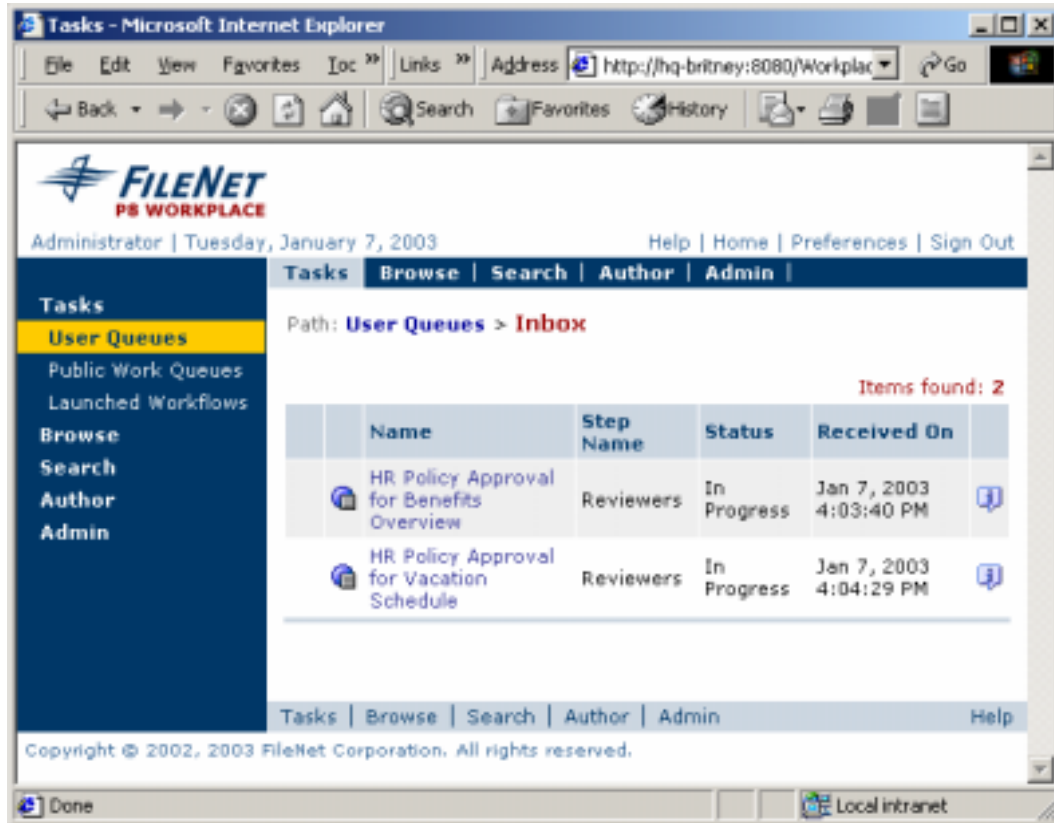 Tasks - Microsoft Internet Explorer
File Edit View Favorites Toc » Links » Address http://hq-britney:8080/Workplac Go
Back Search Favorites History
FILENET
P8 WORKPLACE
Administrator | Tuesday, January 7, 2003 Help | Home | Preferences | Sign Out
Tasks Browse | Search | Author | Admin |
Tasks
User Queues
Public Work Queues
Launched Workflows
Browse
Search
Author
Admin
Path: User Queues > Inbox
Items found: 2
Name Step Name Status Received On
HR Policy Approval
for Benefits
Overview
Reviewers
In
Progress
Jan 7, 2003
4:03:40 PM
HR Policy Approval
for Vacation
Schedule
Reviewers
In
Progress
Jan 7, 2003
4:04:29 PM
Tasks | Browse | Search | Author | Admin Help
Copyright © 2002, 2003 FileNet Corporation. All rights reserved.
Done Local intranet